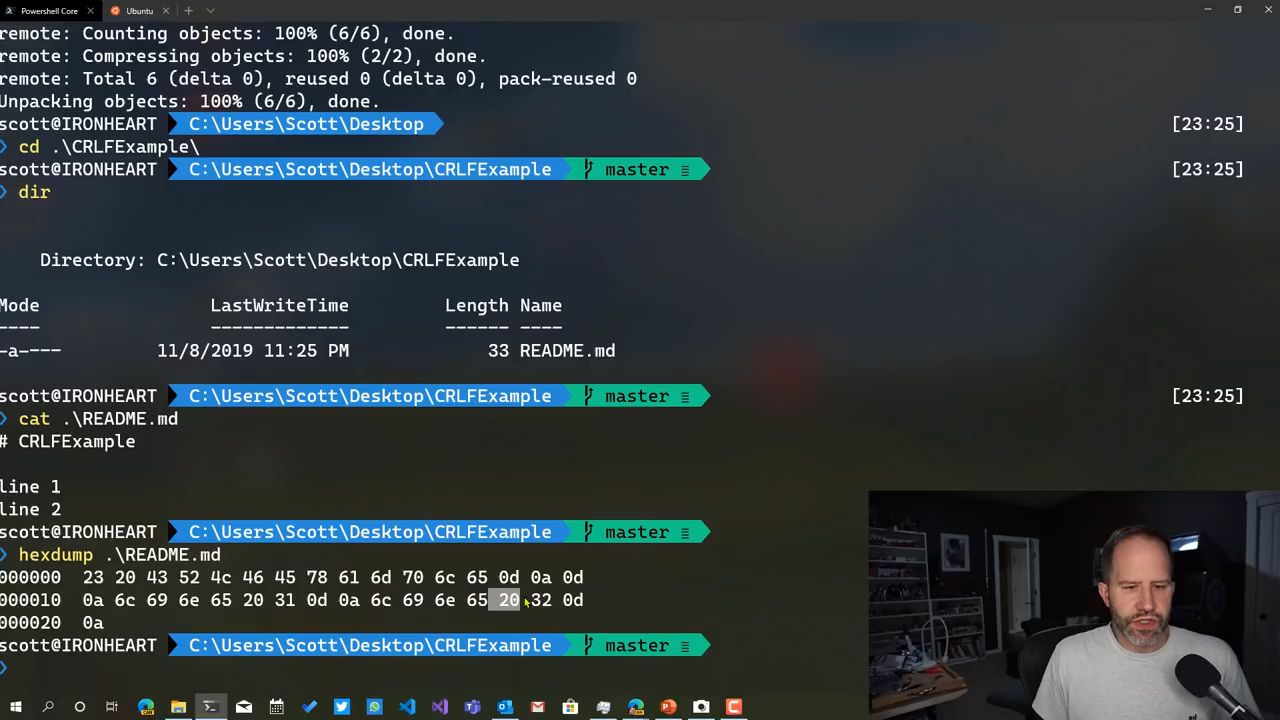 Powershell Core
Ubuntu
remote: Counting objects: 100% (6/6), done.
remote: Compressing objects: 100% (2/2), done.
remote: Total 6 (delta 0), reused 0 (delta 0), pack-reused 0
Unpacking objects: 100% (6/6), done.
scott@IRONHEART C:\Users\Scott\Desktop [23:25]
❯ cd .\CRLFExample\
scott@IRONHEART C:\Users\Scott\Desktop\CRLFExample master ≡ [23:25]
❯ dir
Directory: C:\Users\Scott\Desktop\CRLFExample
Mode LastWriteTime Length Name
---- ------------- ------ ----
-a--- 11/8/2019 11:25 PM 33 README.md
scott@IRONHEART C:\Users\Scott\Desktop\CRLFExample master ≡ [23:25]
❯ cat .\README.md
# CRLFExample
line 1
line 2
scott@IRONHEART C:\Users\Scott\Desktop\CRLFExample master ≡
❯ hexdump .\README.md
000000 23 20 43 52 4c 46 45 78 61 6d 70 6c 65 0d 0a 0d
000010 0a 6c 69 6e 65 20 31 0d 0a 6c 69 6e 65 20 32 0d
000020 0a
scott@IRONHEART C:\Users\Scott\Desktop\CRLFExample master ≡
❯